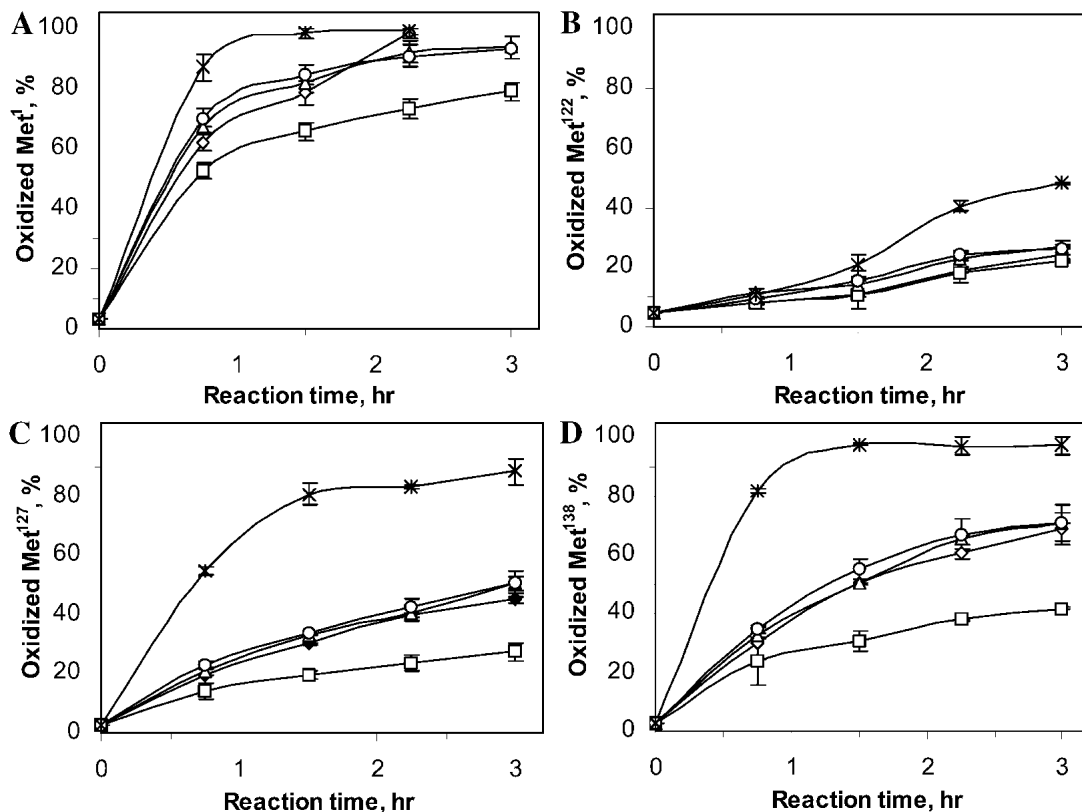 A
Oxidized Met¹, %
100
80
60
40
20
0
0 1 2 3
Reaction time, hr
B
Oxidized Met¹²², %
100
80
60
40
20
0
0 1 2 3
Reaction time, hr
C
Oxidized Met¹²⁷, %
100
80
60
40
20
0
0 1 2 3
Reaction time, hr
D
Oxidized Met¹³⁸, %
100
80
60
40
20
0
0 1 2 3
Reaction time, hr